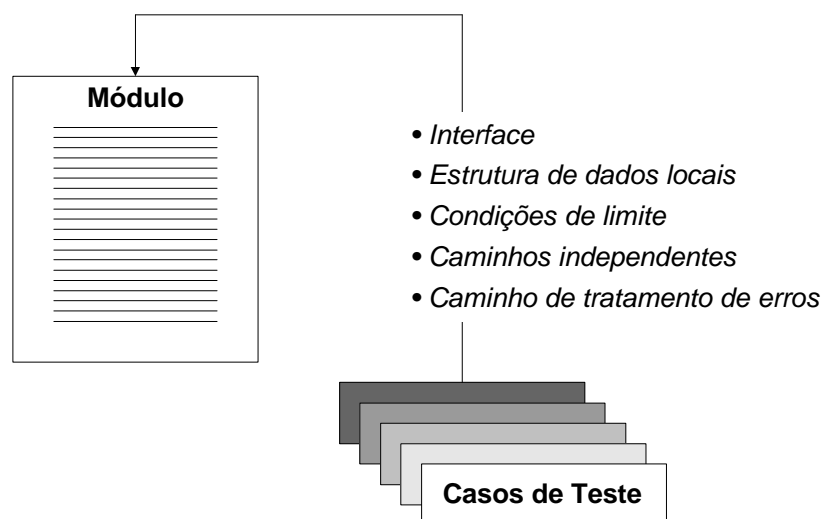 Módulo
• Interface
• Estrutura de dados locais
• Condições de limite
• Caminhos independentes
• Caminho de tratamento de erros
Casos de Teste